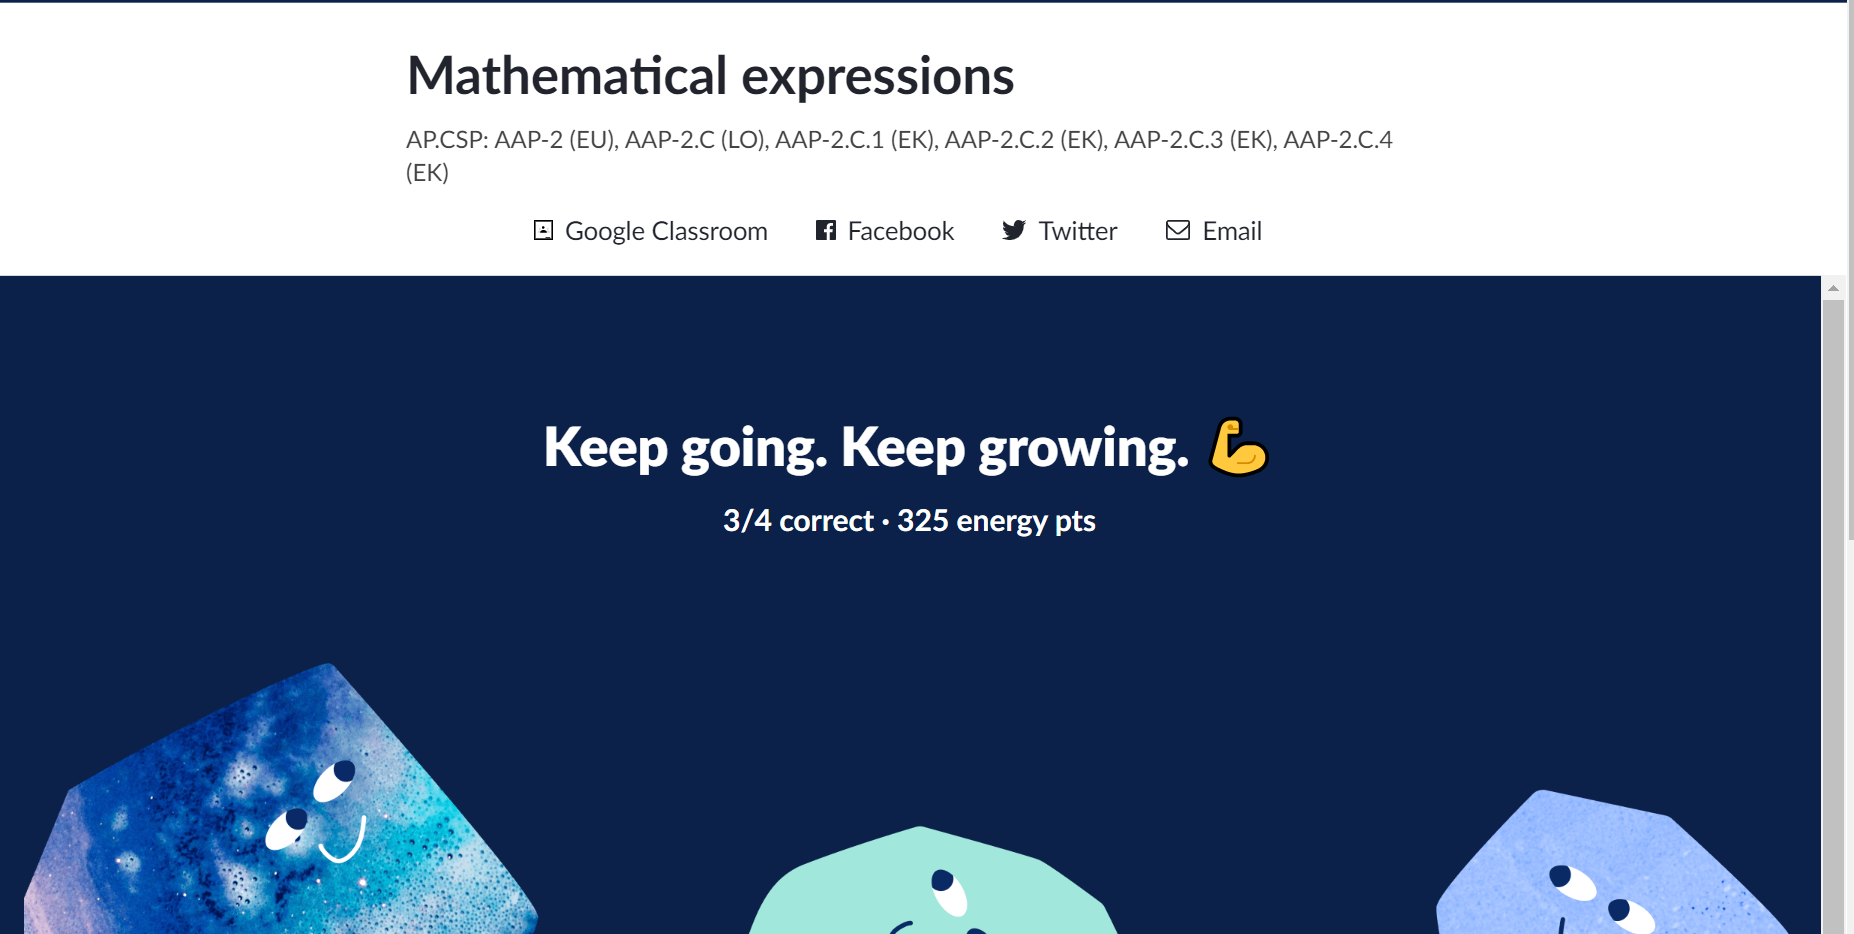 Mathematical expressions
AP.CSP: AAP-2 (EU), AAP-2.C (LO), AAP-2.C.1 (EK), AAP-2.C.2 (EK), AAP-2.C.3 (EK), AAP-2.C.4
(EK)
Google Classroom Facebook Twitter Email
Keep going. Keep growing. 💪
3/4 correct · 325 energy pts